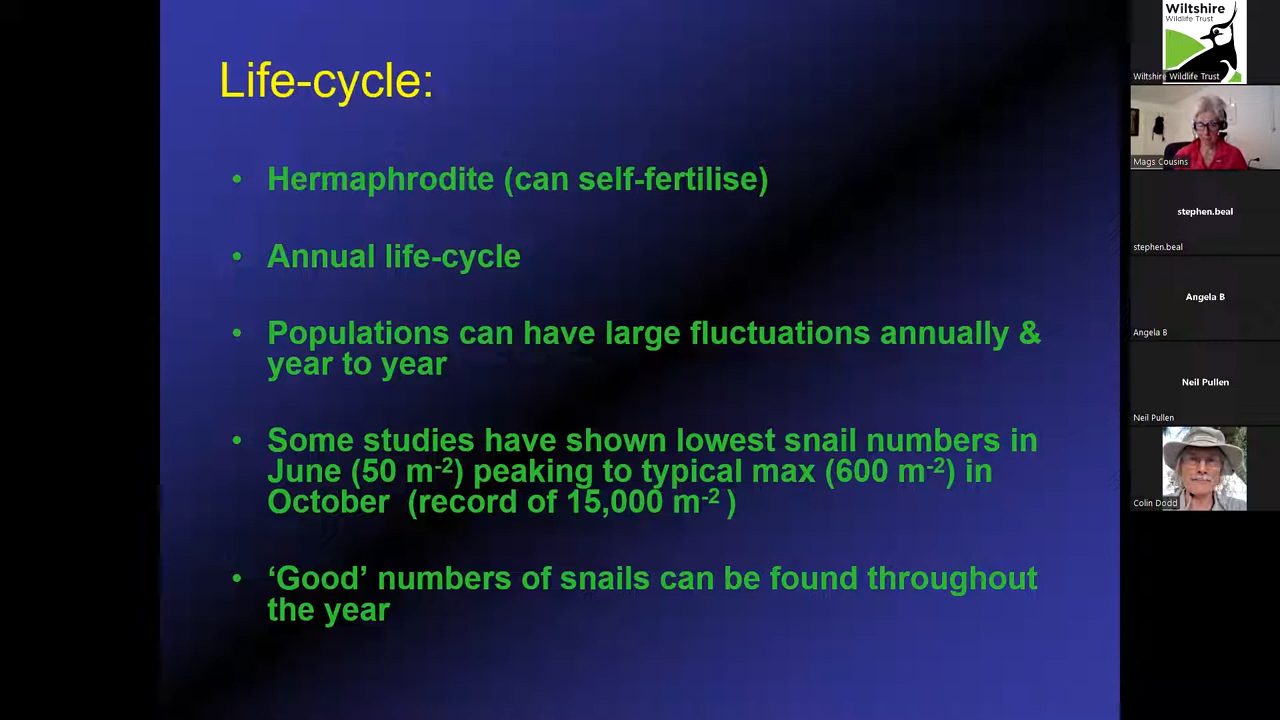 Life-cycle:
• Hermaphrodite (can self-fertilise)
• Annual life-cycle
• Populations can have large fluctuations annually &
year to year
• Some studies have shown lowest snail numbers in
June (50 m-2) peaking to typical max (600 m-2) in
October (record of 15,000 m-2 )
• ‘Good’ numbers of snails can be found throughout
the year
Wiltshire
Wildlife Trust
Wiltshire Wildlife Trust
Mags Cousins
stephen.beal
stephen.beal
Angela B
Angela B
Neil Pullen
Neil Pullen
Colin Dodd